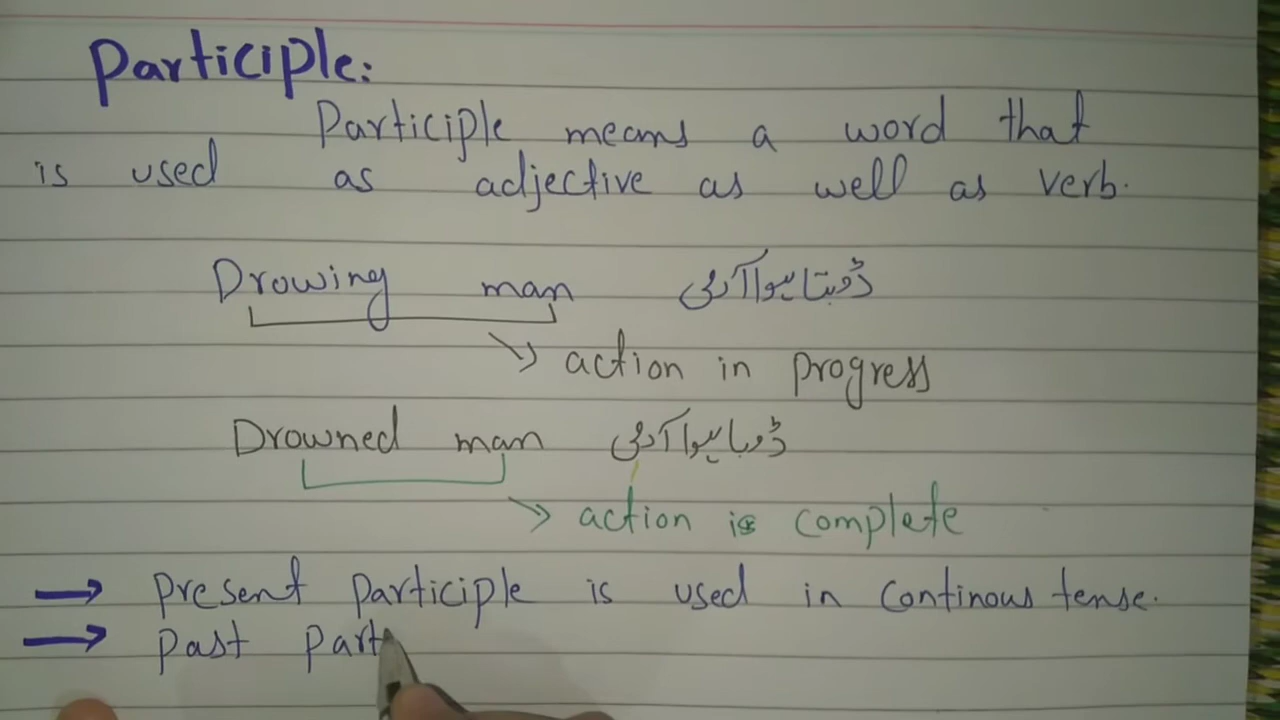 Participle:
Participle means a word that
is used as adjective as well as verb.
Drowing man ڈوبتا ہوا آدمی
→ action in progress
Drowned man ڈوبا ہوا آدمی
→ action is complete
→ Present Participle is used in Continous tense.
→ Past Part